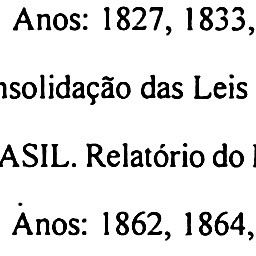 Anos: 1827, 1833,
nsolidação das Leis
ASIL. Relatório do
Anos: 1862, 1864,